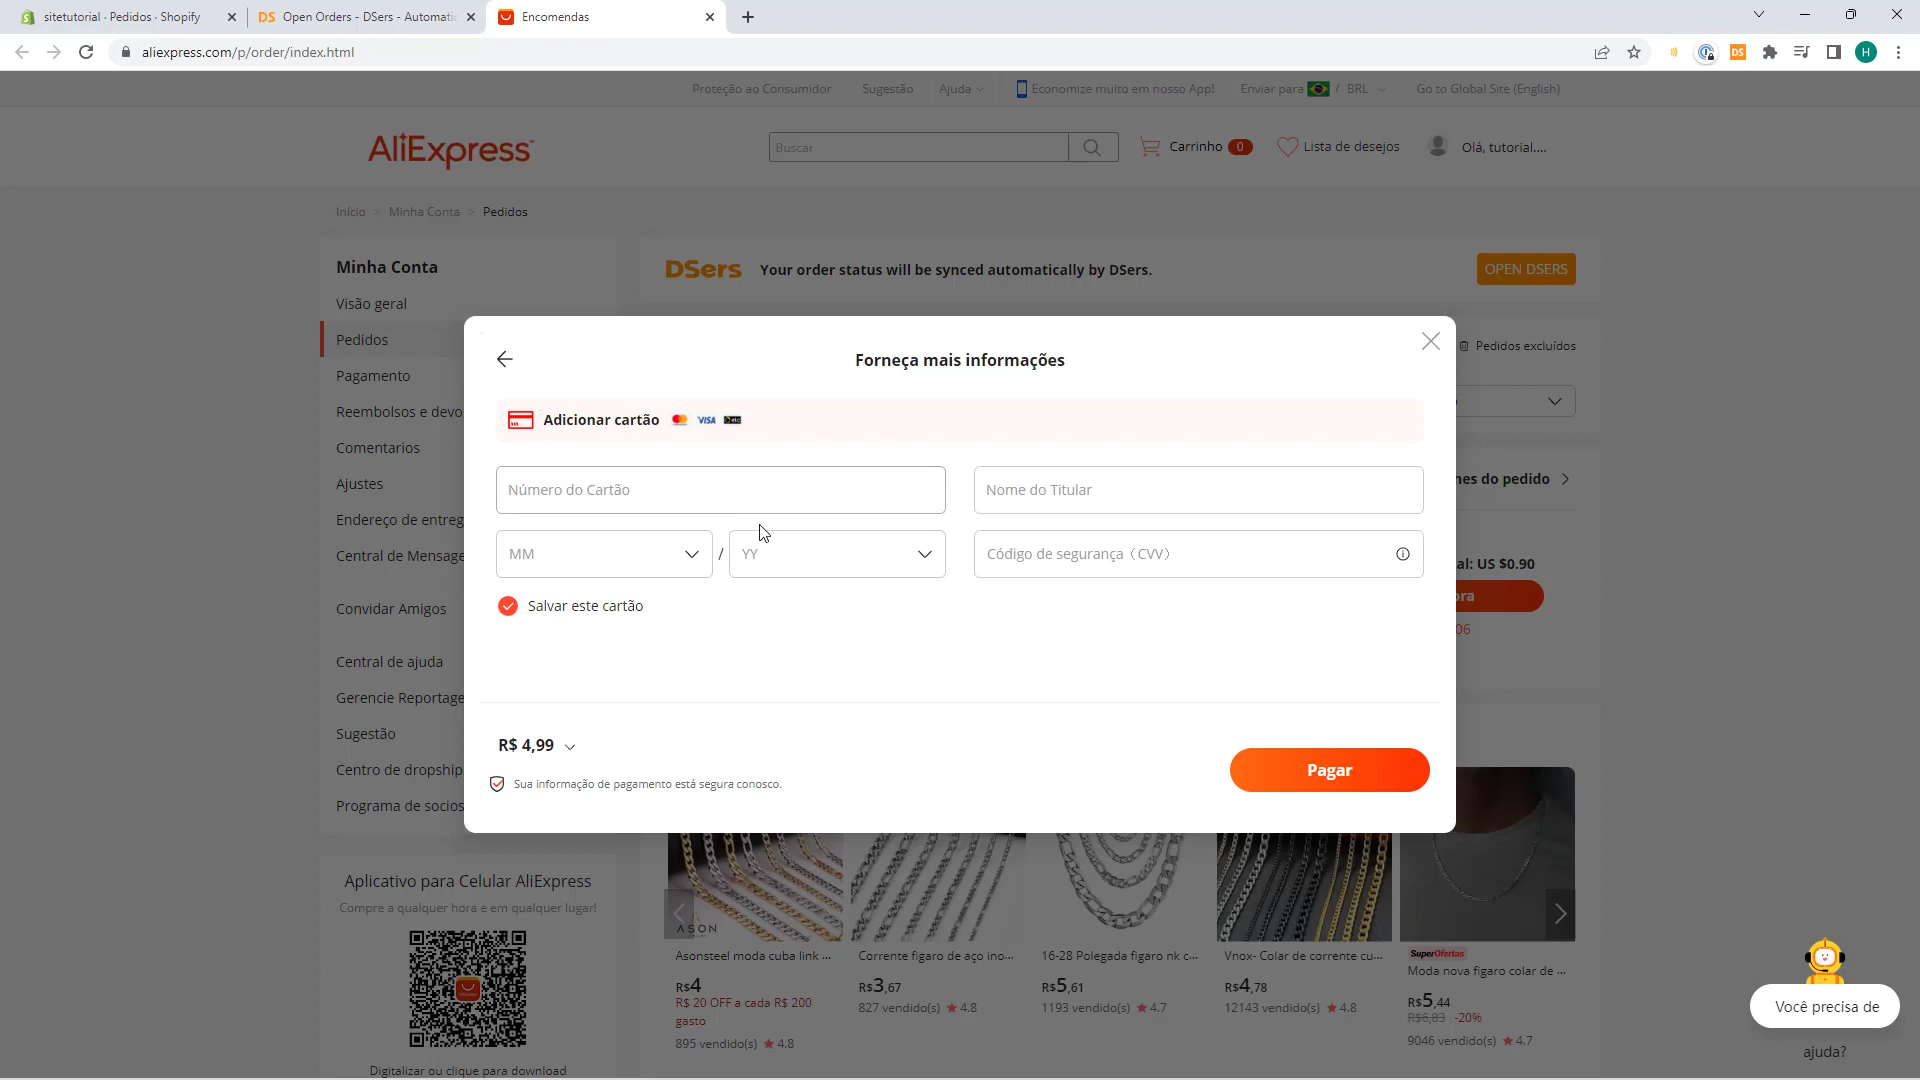 sitetutorial · Pedidos · Shopify
DS Open Orders - DSers - Automatic
Encomendas
aliexpress.com/p/order/index.html
DS
H
Proteção ao Consumidor
Sugestão
Ajuda
Economize muito em nosso App!
Enviar para / BRL
Go to Global Site (English)
AliExpress
Buscar
Carrinho 0
Lista de desejos
Olá, tutorial....
Início > Minha Conta > Pedidos
Minha Conta
Visão geral
Pedidos
Pagamento
Reembolsos e devo
Comentarios
Ajustes
Endereço de entreg
Central de Mensage
Convidar Amigos
Central de ajuda
Gerencie Reportage
Sugestão
Centro de dropship
Programa de socios
DSers Your order status will be synced automatically by DSers.
OPEN DSERS
Pedidos excluídos
Forneça mais informações
Adicionar cartão VISA
Número do Cartão
Nome do Titular
MM / YY
Código de segurança (CVV)
Salvar este cartão
R$ 4,99
Sua informação de pagamento está segura conosco.
Pagar
nes do pedido
al: US $0.90
ora
06
Aplicativo para Celular AliExpress
Compre a qualquer hora e em qualquer lugar!
Digitalizar ou clique para download
ASON
Asonsteel moda cuba link ...
R$4
R$ 20 OFF a cada R$ 200
gasto
895 vendido(s) 4.8
Corrente figaro de aço ino...
R$3,67
827 vendido(s) 4.8
16-28 Polegada figaro nk c...
R$5,61
1193 vendido(s) 4.7
Vnox- Colar de corrente cu...
R$4,78
12143 vendido(s) 4.8
SuperOfertas
Moda nova figaro colar de ...
R$5,44
R$6,83 -20%
9046 vendido(s) 4.7
Você precisa de
ajuda?